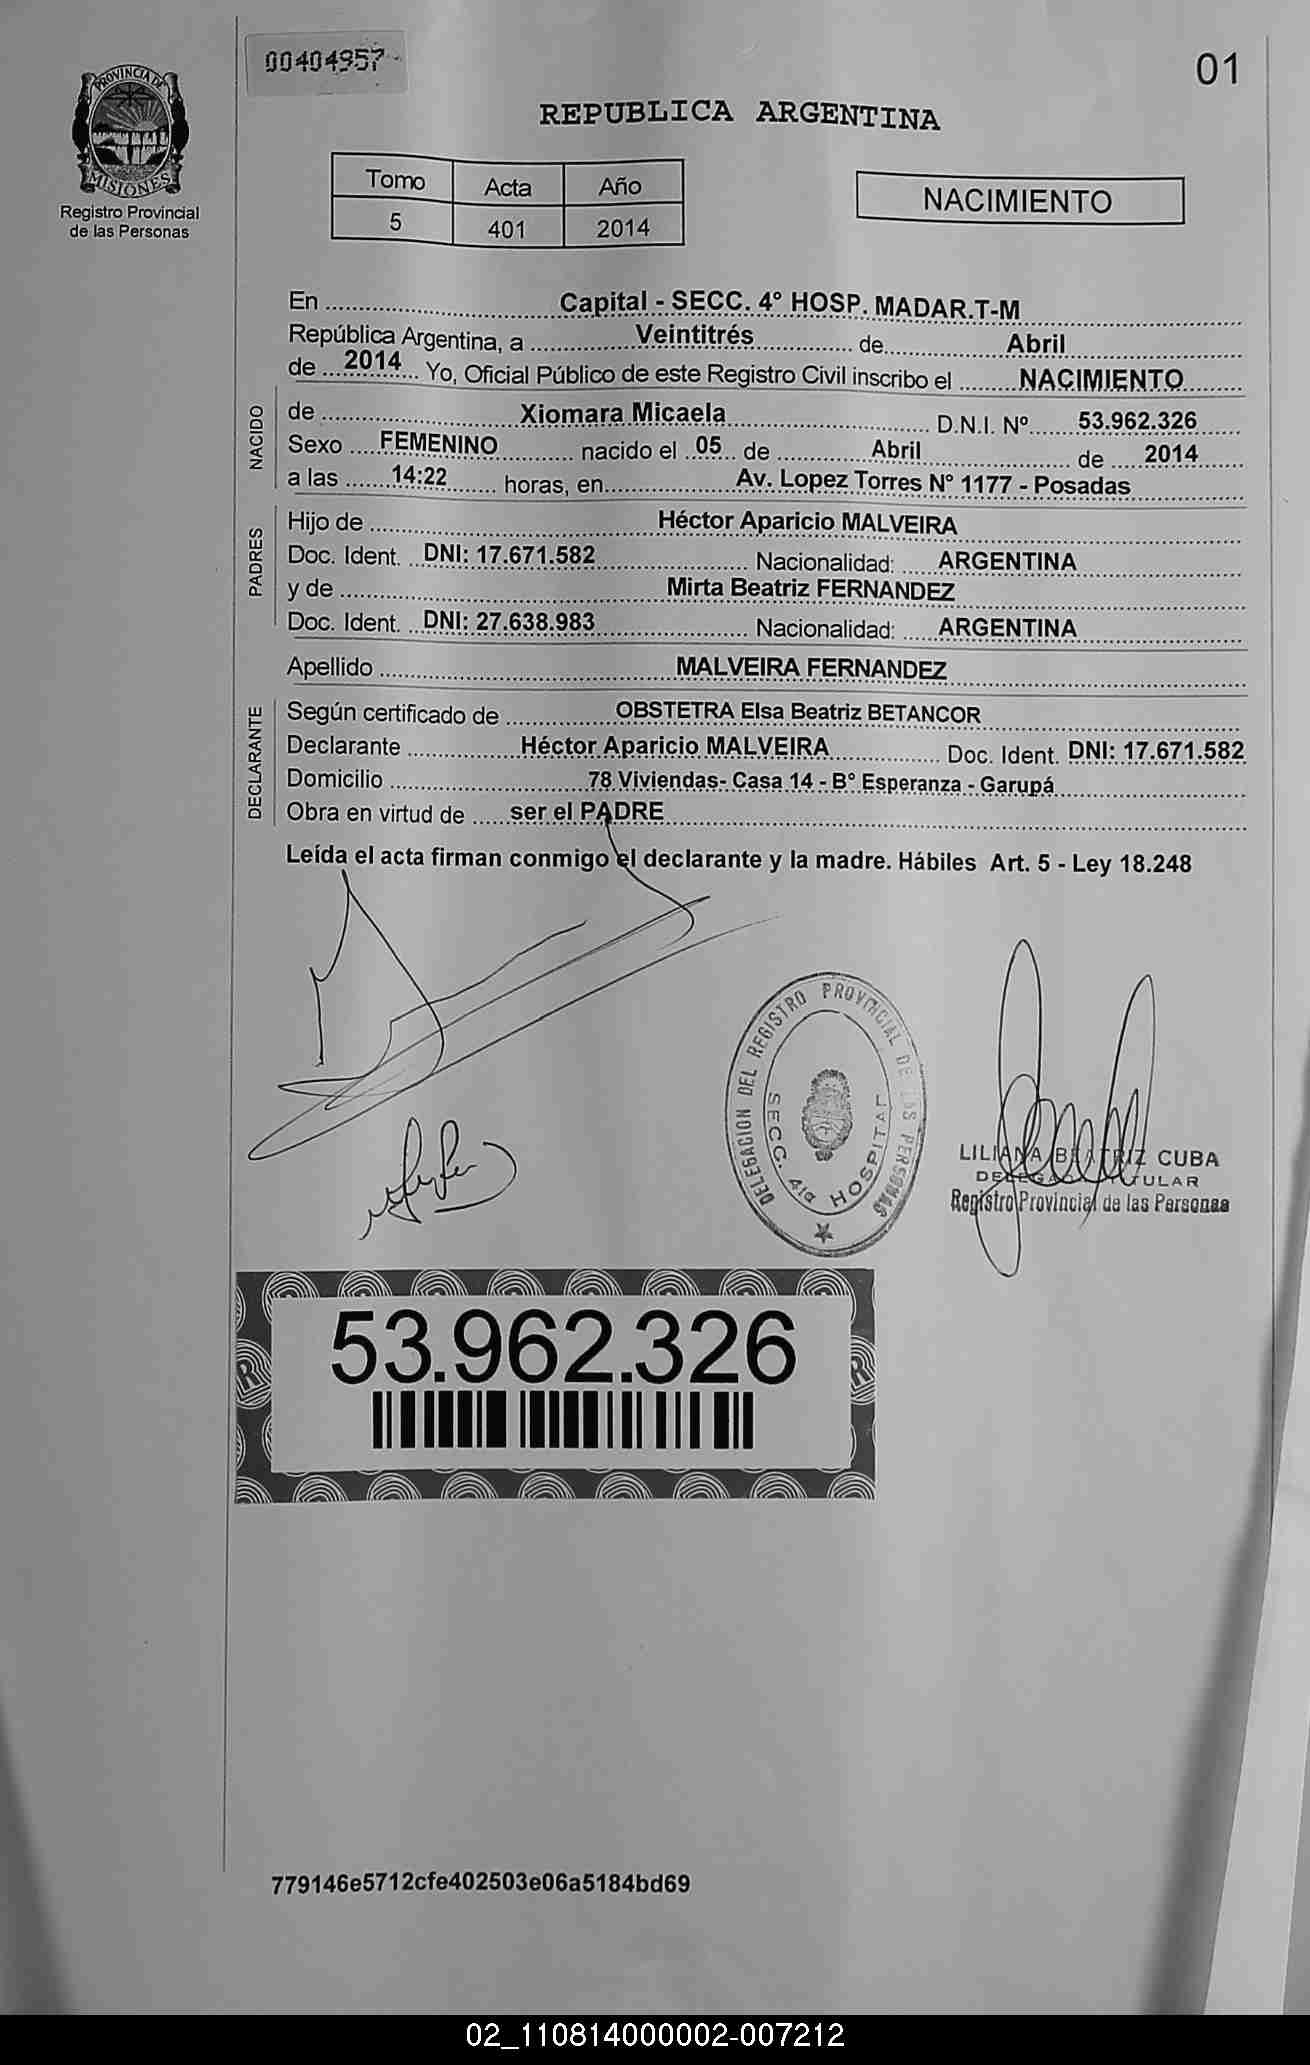 00404957
01
PROVINCIA DE
MISIONES
Registro Provincial
de las Personas
REPUBLICA ARGENTINA
Tomo Acta Año
5 401 2014
NACIMIENTO
En Capital - SECC. 4° HOSP. MADAR.T-M
República Argentina, a Veintitrés de Abril
de 2014 Yo, Oficial Público de este Registro Civil inscribo el NACIMIENTO
NACIDO
de Xiomara Micaela D.N.I. Nº 53.962.326
Sexo FEMENINO nacido el 05 de Abril de 2014
a las 14:22 horas, en Av. Lopez Torres N° 1177 - Posadas
PADRES
Hijo de Héctor Aparicio MALVEIRA
Doc. Ident. DNI: 17.671.582 Nacionalidad: ARGENTINA
y de Mirta Beatriz FERNANDEZ
Doc. Ident. DNI: 27.638.983 Nacionalidad: ARGENTINA
Apellido MALVEIRA FERNANDEZ
DECLARANTE
Según certificado de OBSTETRA Elsa Beatriz BETANCOR
Declarante Héctor Aparicio MALVEIRA Doc. Ident. DNI: 17.671.582
Domicilio 78 Viviendas- Casa 14 - B° Esperanza - Garupá
Obra en virtud de ser el PADRE
Leída el acta firman conmigo el declarante y la madre. Hábiles Art. 5 - Ley 18.248
DELEGACION DEL REGISTRO PROVINCIAL DE LAS PERSONAS
SECC. 4ta HOSPITAL
LILIANA BEATRIZ CUBA
DELEGADA TITULAR
Registro Provincial de las Personas
53.962.326
779146e5712cfe402503e06a5184bd69
02_110814000002-007212